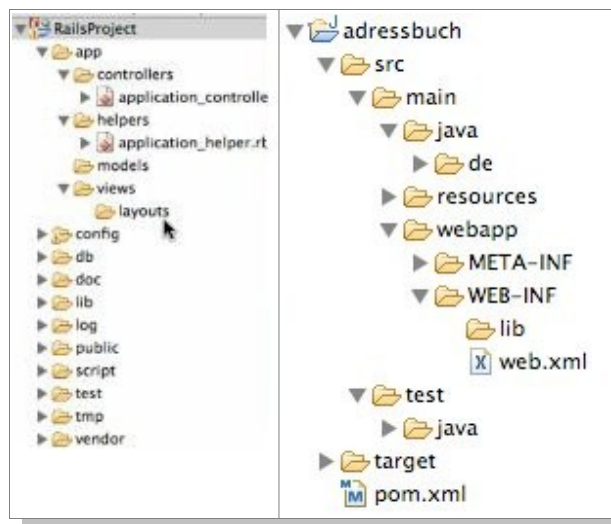 RailsProject
app
controllers
application_controlle
helpers
application_helper.rb
models
views
layouts
config
db
doc
lib
log
public
script
test
tmp
vendor
adressbuch
src
main
java
de
resources
webapp
META-INF
WEB-INF
lib
web.xml
test
java
target
pom.xml